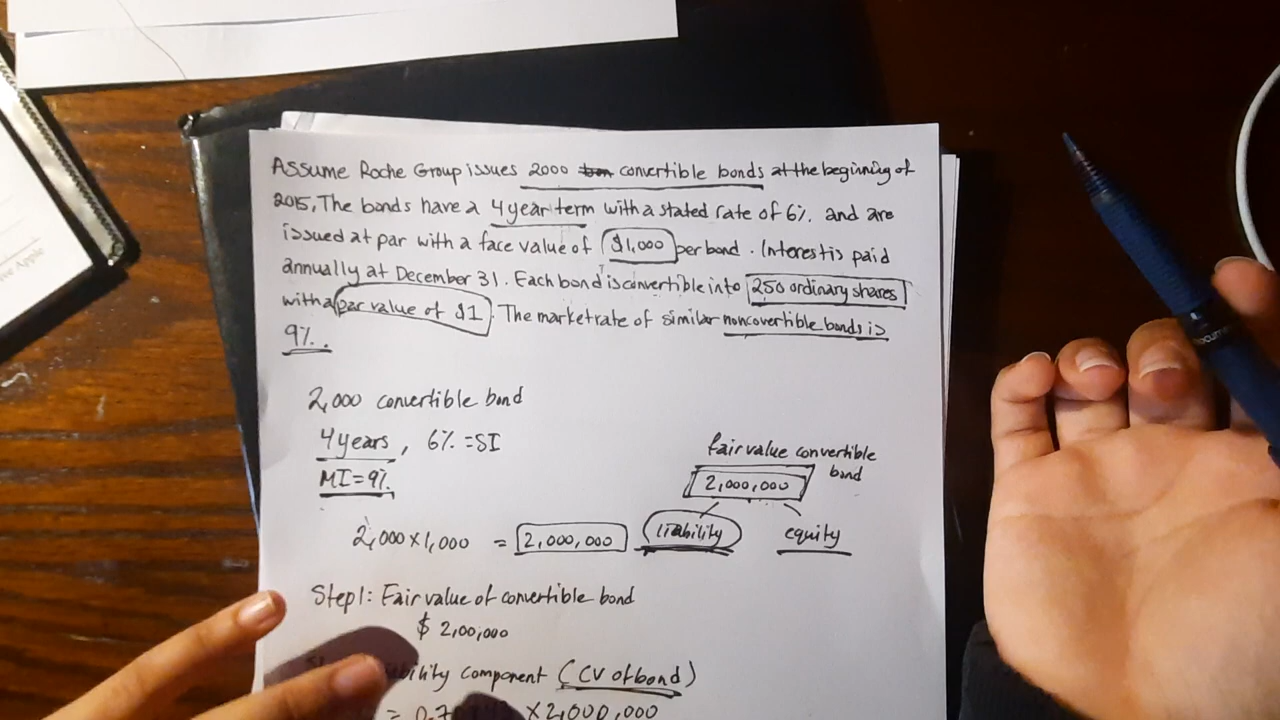 Assume Roche Group issues 2000 convertible bonds at the beginning of
2015, The bonds have a 4 year term with a stated rate of 6%. and are
issued at par with a face value of $1,000 per bond. Interest is paid
annually at December 31. Each bond is convertible into 250 ordinary shares
with a par value of $1. The market rate of similar noncovertible bonds is
9%.
2,000 convertible bond
4 years, 6% = SI
MI = 9%.
fair value convertible
bond
2,000,000
2,000 × 1,000 = 2,000,000
liability equity
Step 1: Fair value of convertible bond
$ 2,00,000
component (CV of bond)
× 2,000,000